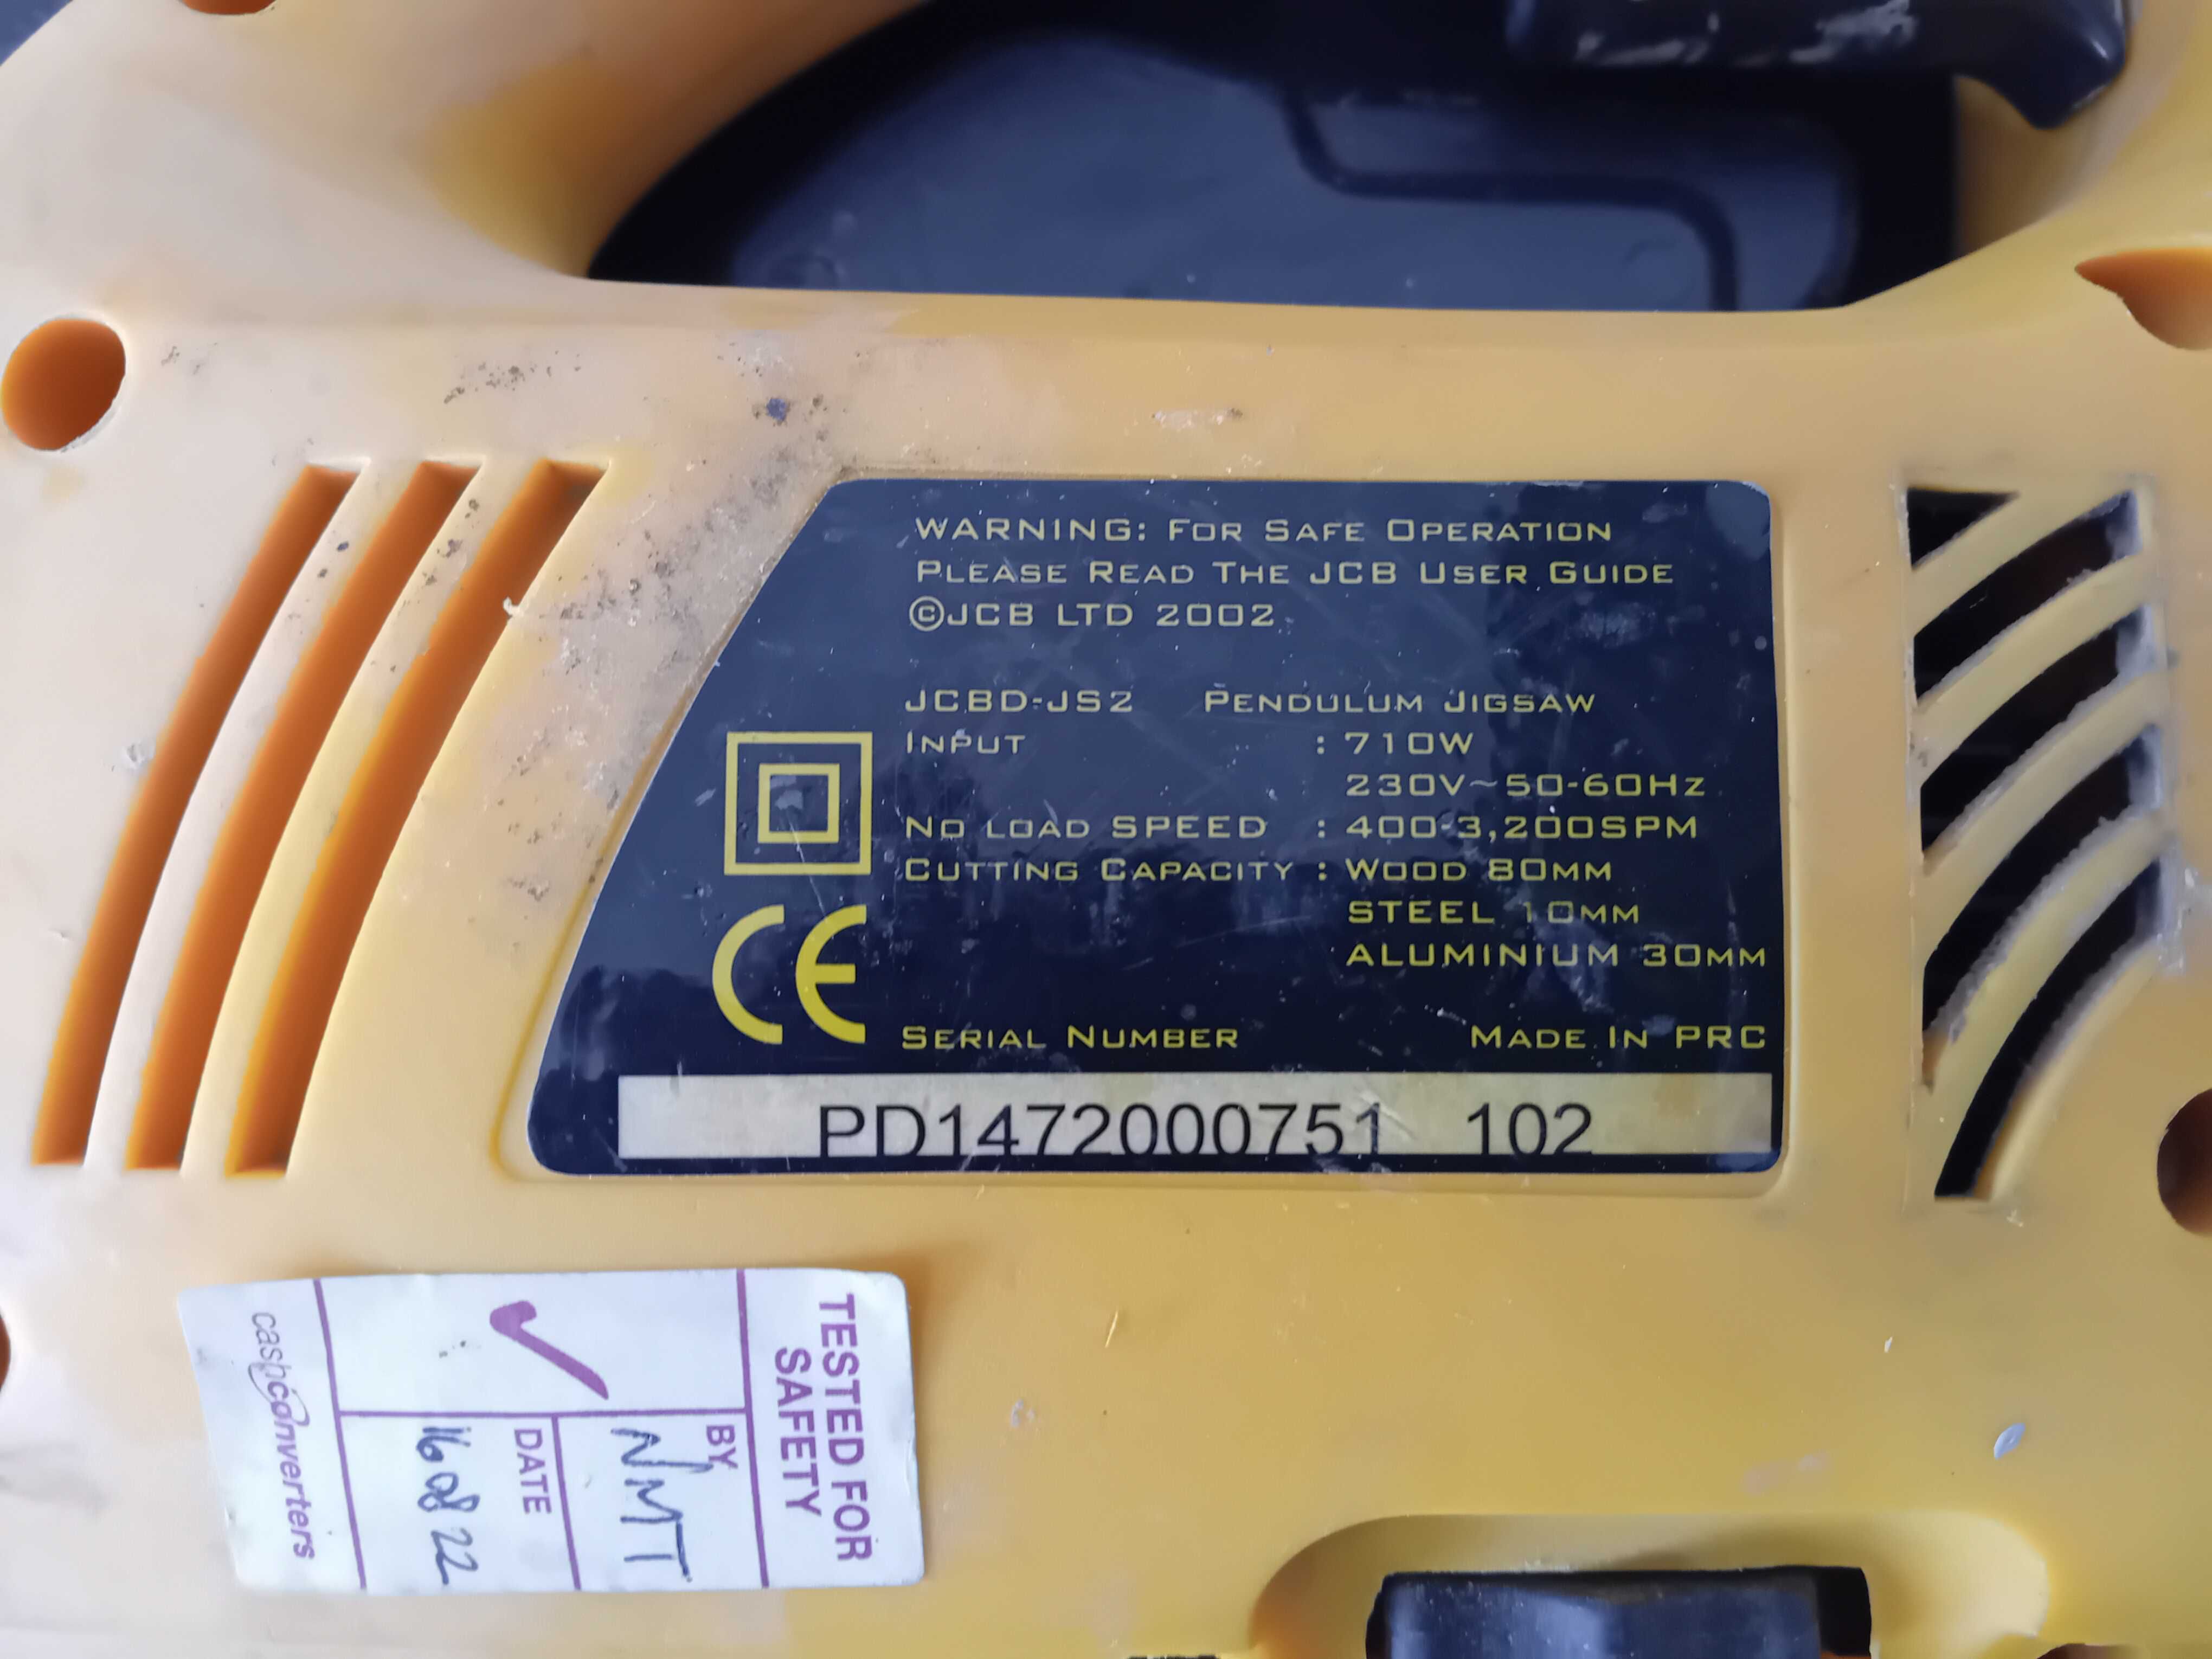 WARNING: FOR SAFE OPERATION
PLEASE READ THE JCB USER GUIDE
©JCB LTD 2002
JCBD-JS2 PENDULUM JIGSAW
INPUT : 710W
230V~50-60HZ
NO LOAD SPEED : 400-3,200SPM
CUTTING CAPACITY : WOOD 80MM
STEEL 10MM
ALUMINIUM 30MM
CE
SERIAL NUMBER MADE IN PRC
PD1472000751 102
TESTED FOR
SAFETY
BY
NMT
DATE
16 08 22
cashconverters